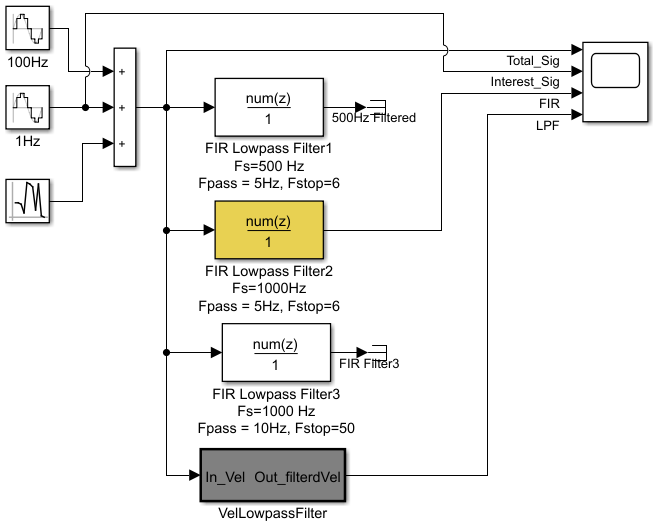 100Hz
1Hz
+
+
+
Total_Sig
Interest_Sig
FIR
LPF
num(z)
1
500Hz Filtered
FIR Lowpass Filter1
Fs=500 Hz
Fpass = 5Hz, Fstop=6
num(z)
1
FIR Lowpass Filter2
Fs=1000Hz
Fpass = 5Hz, Fstop=6
num(z)
1
FIR Filter3
FIR Lowpass Filter3
Fs=1000 Hz
Fpass = 10Hz, Fstop=50
In_Vel Out_filterdVel
VelLowpassFilter